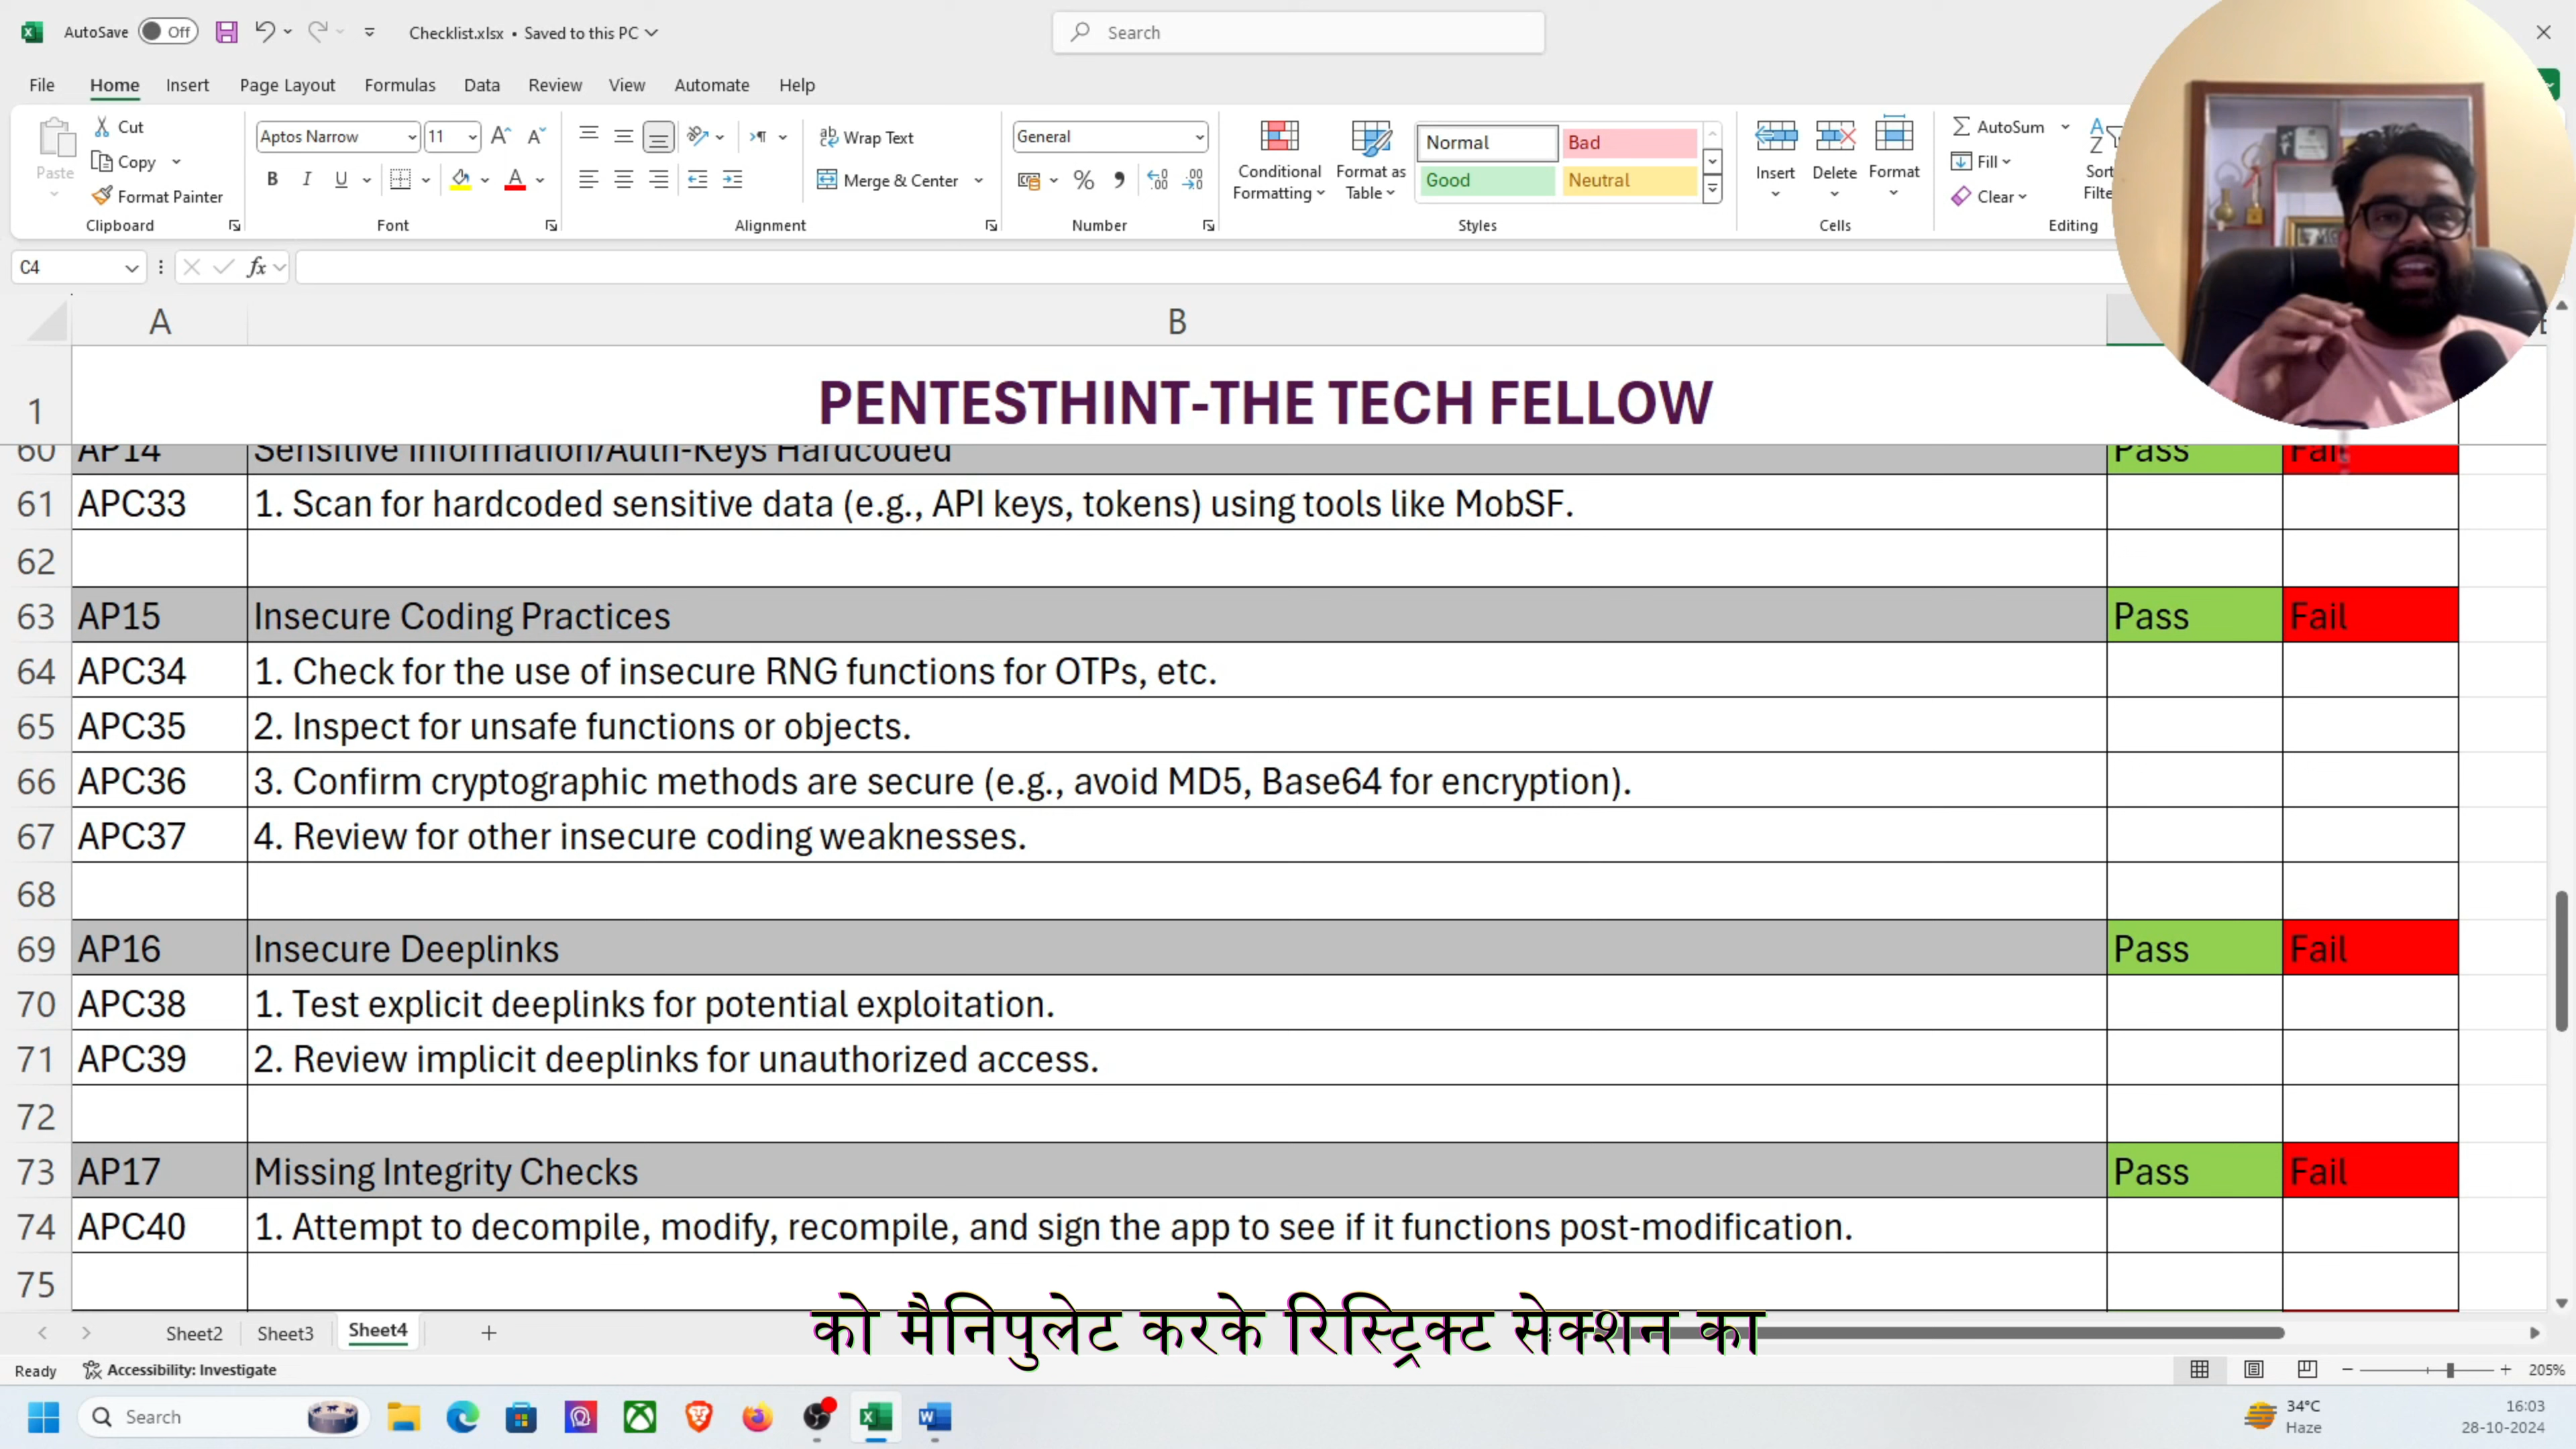 AutoSave Off Checklist.xlsx • Saved to this PC Search
File Home Insert Page Layout Formulas Data Review View Automate Help
Paste Cut Copy Format Painter Clipboard
Aptos Narrow 11 B I U Font
Wrap Text Merge & Center Alignment
General Number
Conditional Formatting Format as Table Normal Bad Good Neutral Styles
Insert Delete Format Cells
AutoSum Fill Clear Sort Editing
C4 fx
A B
1 PENTESTHINT-THE TECH FELLOW
60 AP14 Sensitive Information/Auth-Keys Hardcoded Pass Fail
61 APC33 1. Scan for hardcoded sensitive data (e.g., API keys, tokens) using tools like MobSF.
62
63 AP15 Insecure Coding Practices Pass Fail
64 APC34 1. Check for the use of insecure RNG functions for OTPs, etc.
65 APC35 2. Inspect for unsafe functions or objects.
66 APC36 3. Confirm cryptographic methods are secure (e.g., avoid MD5, Base64 for encryption).
67 APC37 4. Review for other insecure coding weaknesses.
68
69 AP16 Insecure Deeplinks Pass Fail
70 APC38 1. Test explicit deeplinks for potential exploitation.
71 APC39 2. Review implicit deeplinks for unauthorized access.
72
73 AP17 Missing Integrity Checks Pass Fail
74 APC40 1. Attempt to decompile, modify, recompile, and sign the app to see if it functions post-modification.
75
को मैनिपुलेट करके रिस्ट्रिक्ट सेक्शन का
Sheet2 Sheet3 Sheet4
Ready Accessibility: Investigate 205%
Search 34°C 16:03
Haze 28-10-2024